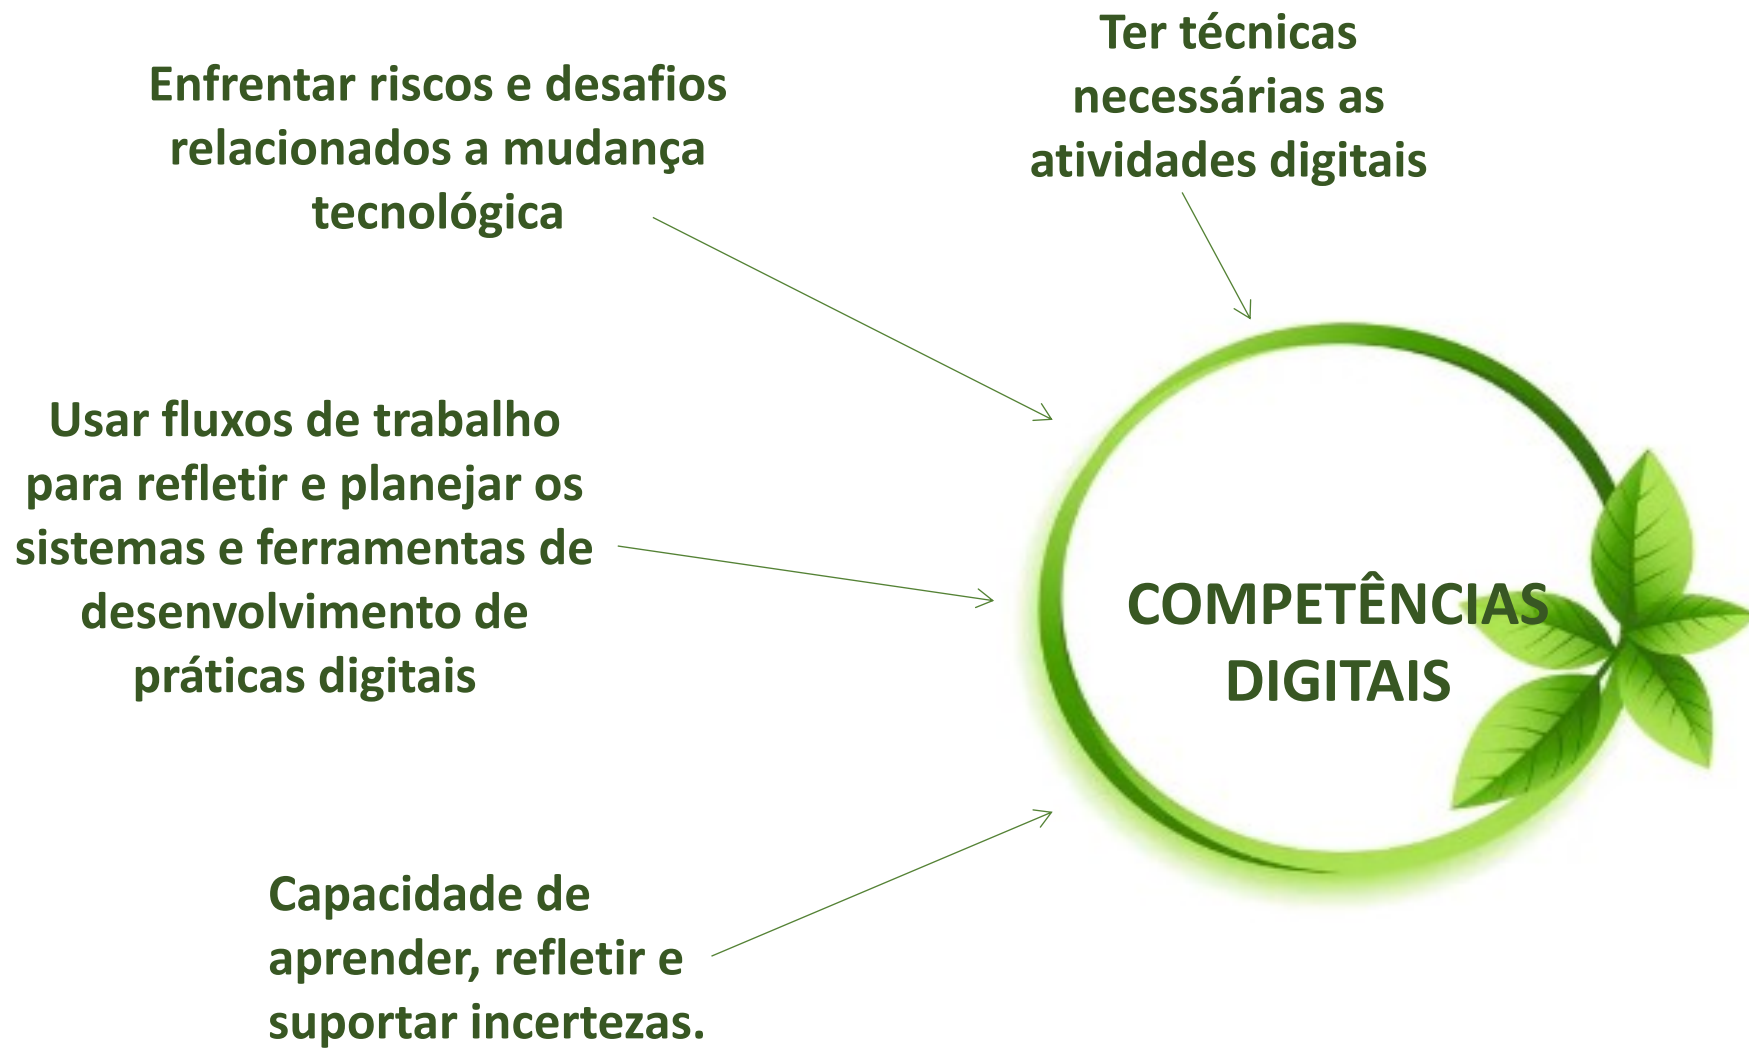 Enfrentar riscos e desafios
relacionados a mudança
tecnológica
Ter técnicas
necessárias as
atividades digitais
Usar fluxos de trabalho
para refletir e planejar os
sistemas e ferramentas de
desenvolvimento de
práticas digitais
COMPETÊNCIAS
DIGITAIS
Capacidade de
aprender, refletir e
suportar incertezas.